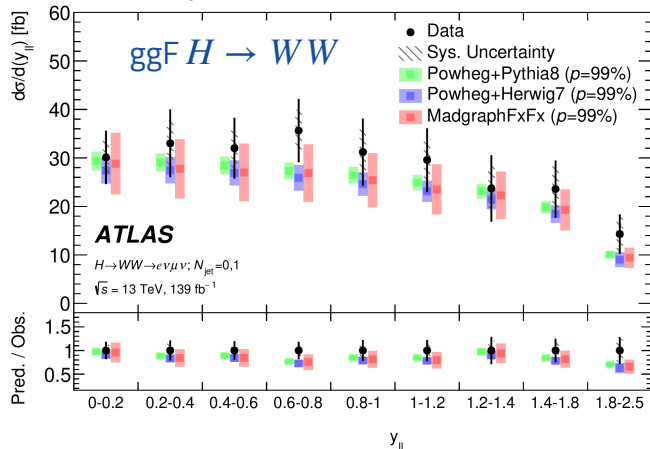 dσ/d(y_ll) [fb]
60
50
40
30
20
10
0
ggF H → WW
Data
Sys. Uncertainty
Powheg+Pythia8 (p=99%)
Powheg+Herwig7 (p=99%)
MadgraphFxFx (p=99%)
ATLAS
H→WW→eνμν; N_jet=0,1
√s = 13 TeV, 139 fb⁻¹
Pred. / Obs.
1.5
1
0.5
0-0.2 0.2-0.4 0.4-0.6 0.6-0.8 0.8-1 1-1.2 1.2-1.4 1.4-1.8 1.8-2.5
y_ll